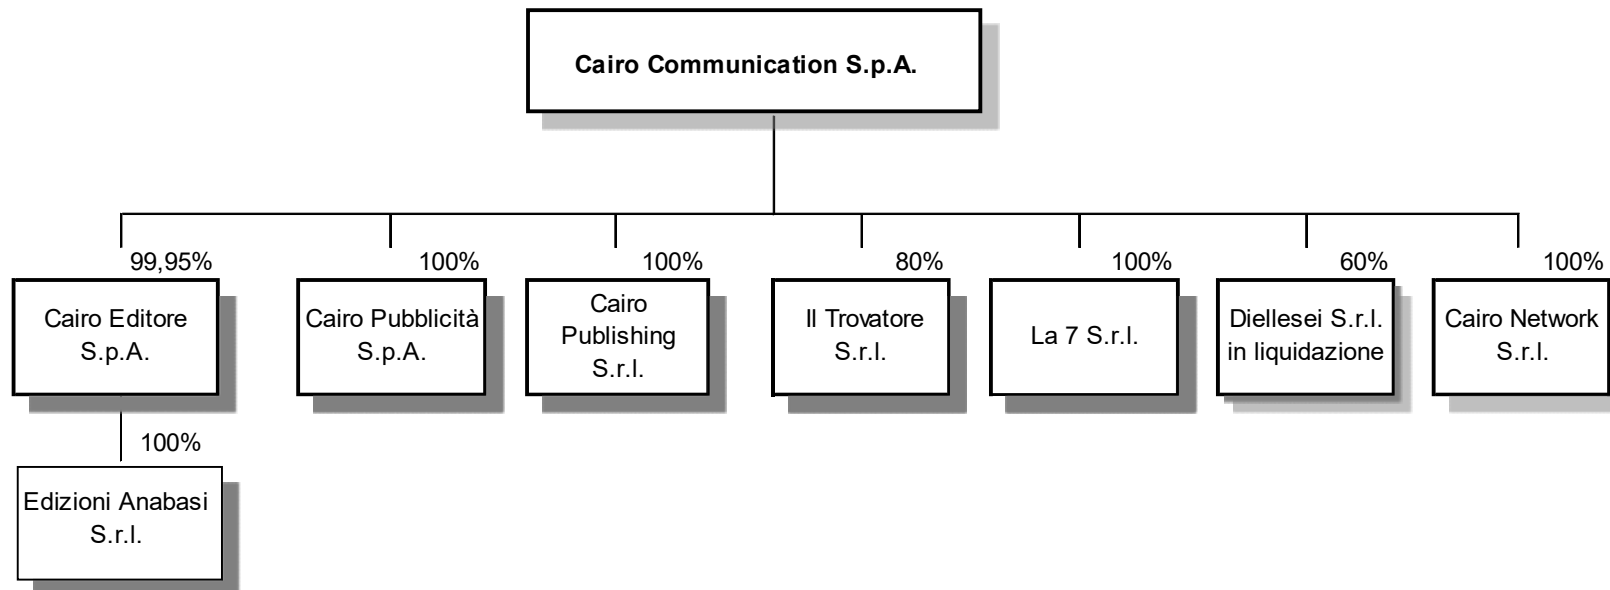 Cairo Communication S.p.A.
99,95%
100%
100%
80%
100%
60%
100%
Cairo Editore
S.p.A.
Cairo Pubblicità
S.p.A.
Cairo
Publishing
S.r.l.
Il Trovatore
S.r.l.
La 7 S.r.l.
Diellesei S.r.l.
in liquidazione
Cairo Network
S.r.l.
100%
Edizioni Anabasi
S.r.l.